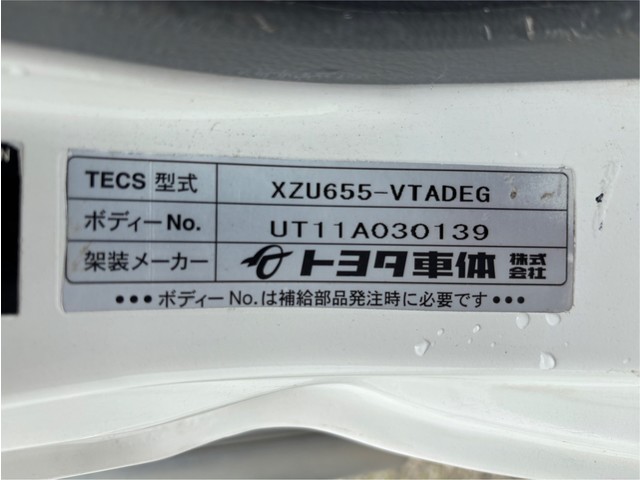 TECS 型式 XZU655-VTADEG
ボディーNo. UT11A030139
架装メーカー トヨタ車体 株式会社
●●● ボディーNo.は補給部品発注時に必要です ●●●
N